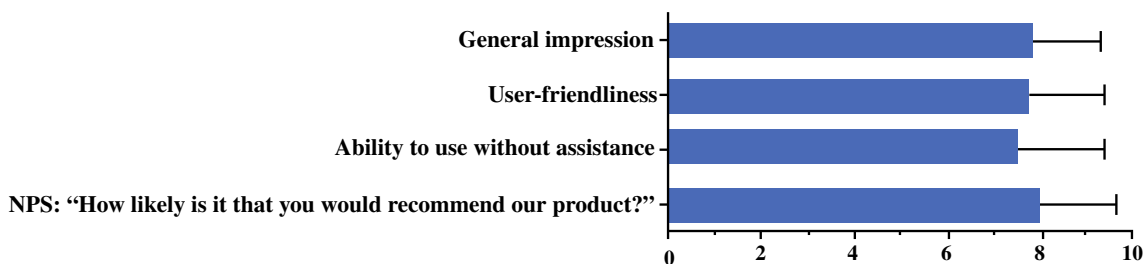 General impression
User-friendliness
Ability to use without assistance
NPS: “How likely is it that you would recommend our product?”
0 2 4 6 8 10